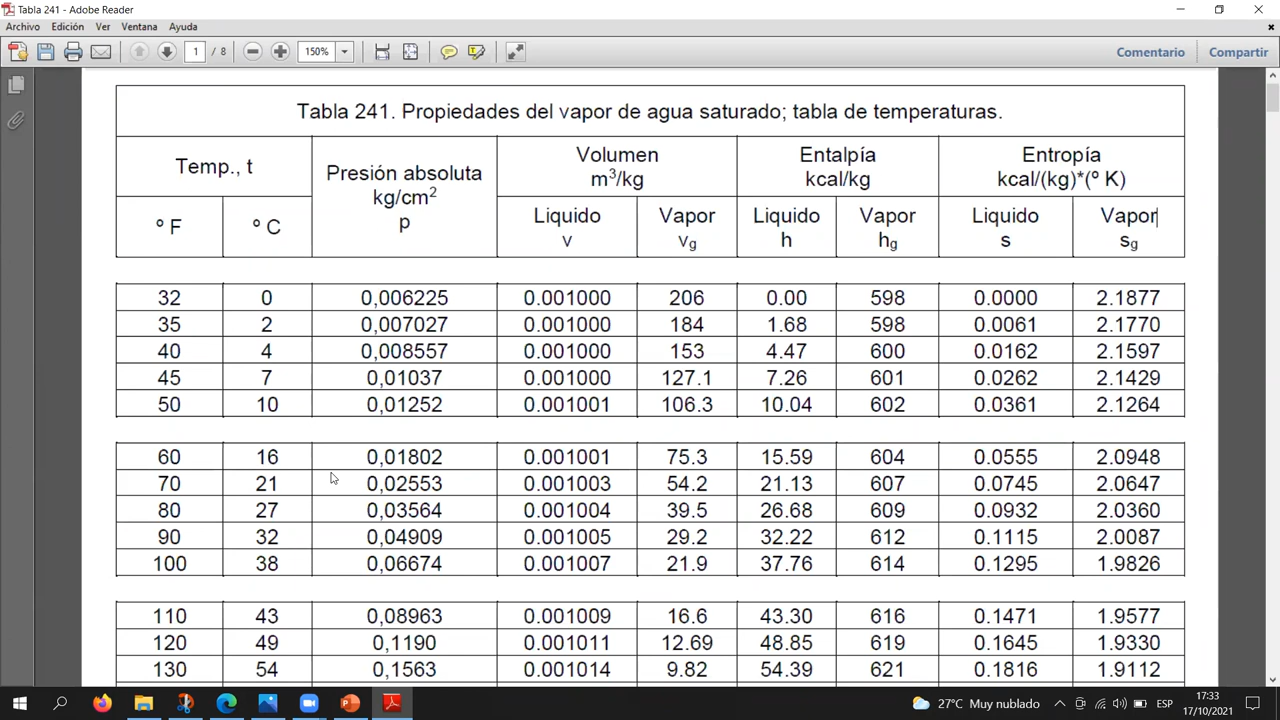 Tabla 241 - Adobe Reader
Archivo Edición Ver Ventana Ayuda
1 / 8 150% Comentario Compartir
Tabla 241. Propiedades del vapor de agua saturado; tabla de temperaturas.
Temp., t Presión absoluta kg/cm² p Volumen m³/kg Entalpía kcal/kg Entropía kcal/(kg)*(º K)
º F º C Liquido v Vapor vg Liquido h Vapor hg Liquido s Vapor sg
32 0 0,006225 0.001000 206 0.00 598 0.0000 2.1877
35 2 0,007027 0.001000 184 1.68 598 0.0061 2.1770
40 4 0,008557 0.001000 153 4.47 600 0.0162 2.1597
45 7 0,01037 0.001000 127.1 7.26 601 0.0262 2.1429
50 10 0,01252 0.001001 106.3 10.04 602 0.0361 2.1264
60 16 0,01802 0.001001 75.3 15.59 604 0.0555 2.0948
70 21 0,02553 0.001003 54.2 21.13 607 0.0745 2.0647
80 27 0,03564 0.001004 39.5 26.68 609 0.0932 2.0360
90 32 0,04909 0.001005 29.2 32.22 612 0.1115 2.0087
100 38 0,06674 0.001007 21.9 37.76 614 0.1295 1.9826
110 43 0,08963 0.001009 16.6 43.30 616 0.1471 1.9577
120 49 0,1190 0.001011 12.69 48.85 619 0.1645 1.9330
130 54 0,1563 0.001014 9.82 54.39 621 0.1816 1.9112
27°C Muy nublado ESP 17:33
17/10/2021